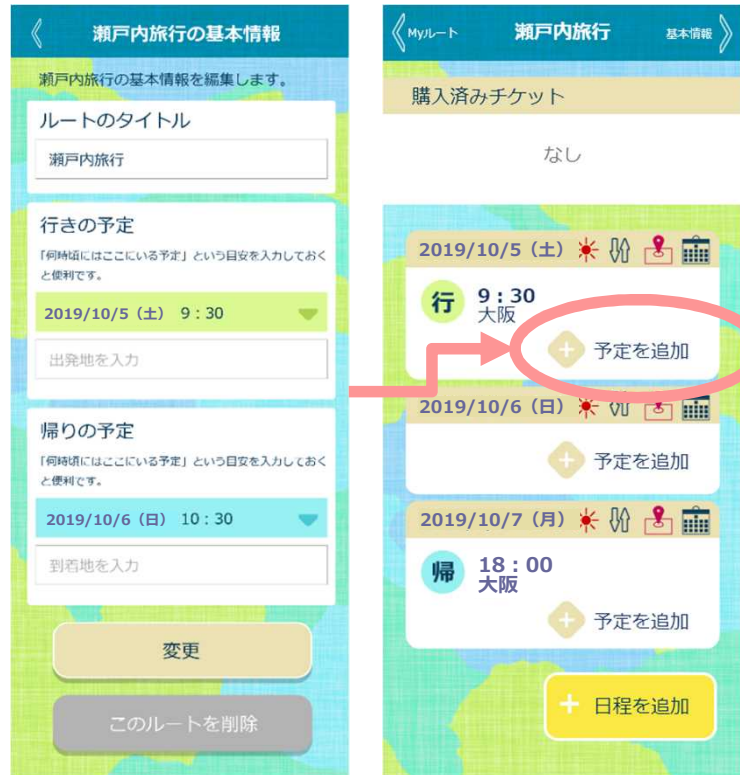 瀬戸内旅行の基本情報
瀬戸内旅行の基本情報を編集します。
ルートのタイトル
瀬戸内旅行
行きの予定
「何時頃にはここにいる予定」という目安を入力しておく
と便利です。
2019/10/5（土） 9：30
出発地を入力
帰りの予定
「何時頃にはここにいる予定」という目安を入力しておく
と便利です。
2019/10/6（日） 10：30
到着地を入力
変更
このルートを削除
Myルート 瀬戸内旅行 基本情報
購入済みチケット
なし
2019/10/5（土）
行 9：30
大阪
予定を追加
2019/10/6（日）
予定を追加
2019/10/7（月）
帰 18：00
大阪
予定を追加
日程を追加